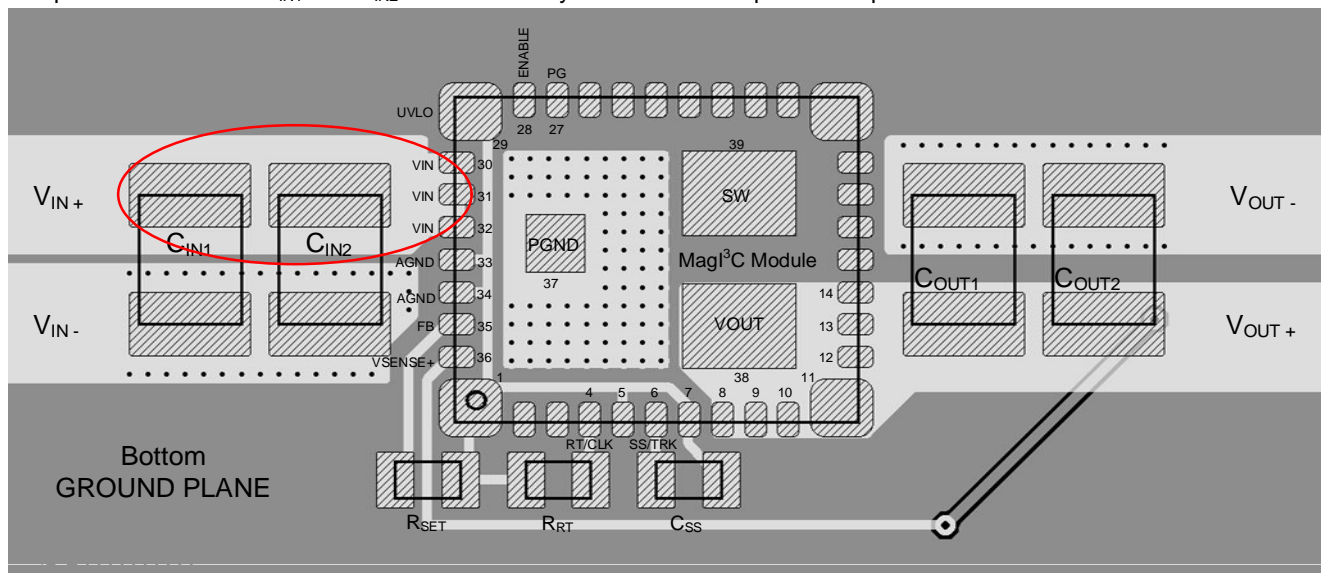 ENABLE
PG
UVLO
28
27
29
39
VIN
30
VIN
31
SW
VIN
32
VIN +
CIN1
CIN2
PGND
37
MagI³C Module
AGND
33
AGND
34
FB
35
VSENSE+
36
VIN -
VOUT
38
14
13
12
COUT1
COUT2
VOUT -
VOUT +
1
4
5
6
7
8
9
10
11
RT/CLK
SS/TRK
Bottom
GROUND PLANE
RSET
RRT
CSS